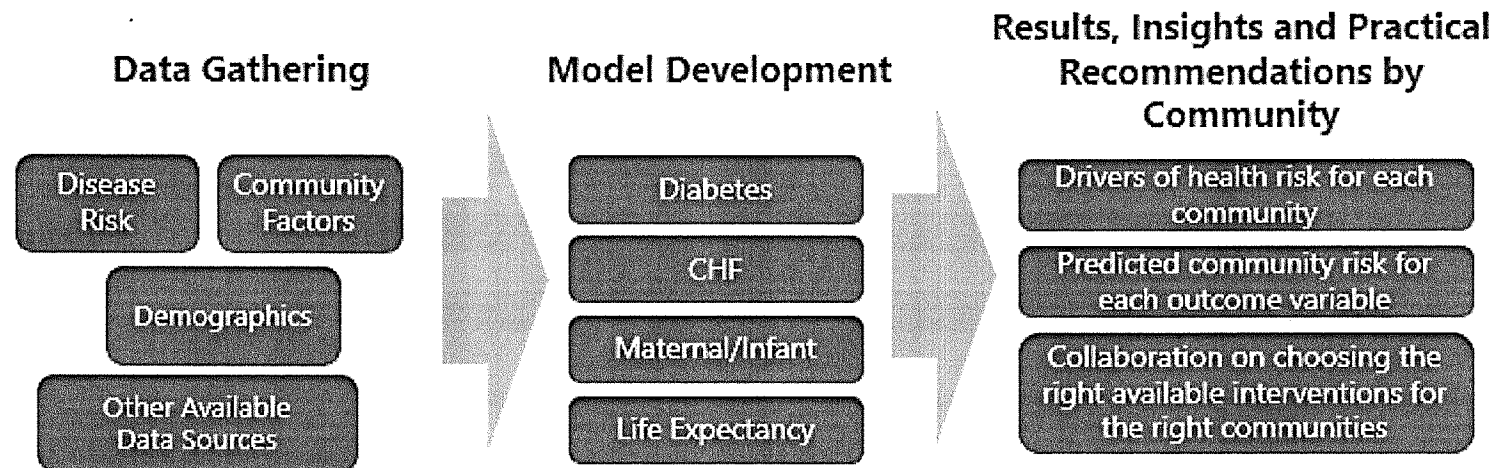 Data Gathering
Disease
Risk
Community
Factors
Demographics
Other Available
Data Sources
Model Development
Diabetes
CHF
Maternal/Infant
Life Expectancy
Results, Insights and Practical
Recommendations by
Community
Drivers of health risk for each
community
Predicted community risk for
each outcome variable
Collaboration on choosing the
right available interventions for
the right communities